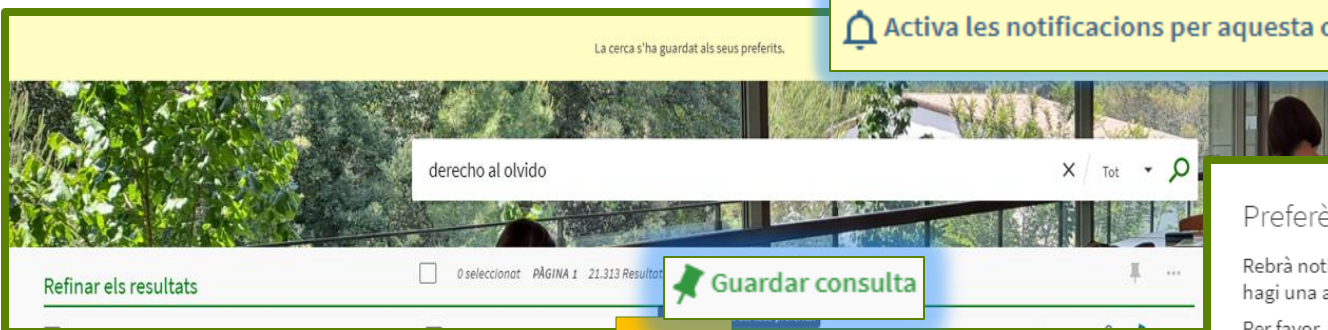 Activa les notificacions per aquesta
La cerca s'ha guardat als seus preferits.
derecho al olvido
Tot
Refinar els resultats
0 seleccionat PÀGINA 1 21.313 Resultat
Guardar consulta
Rebrà
hagi una
Per favor